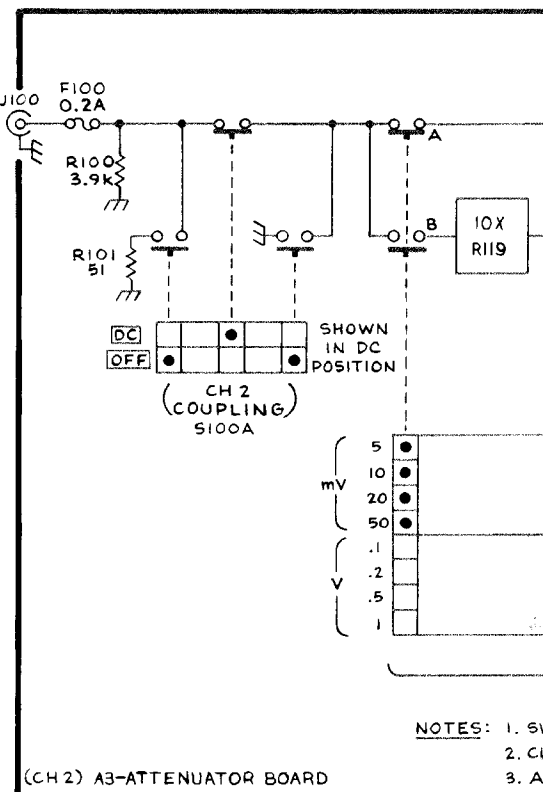 J100
F100
0.2A
R100
3.9k
R101
51
A
B
10X
R119
DC
OFF
SHOWN
IN DC
POSITION
(CH 2
COUPLING)
S100A
mV
5
10
20
50
V
.1
.2
.5
1
NOTES: 1.
2.
3. A
(CH 2) A3-ATTENUATOR BOARD